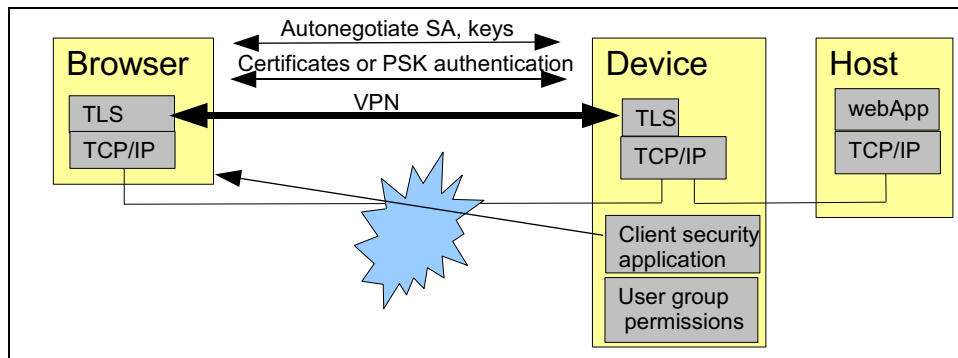 Autonegotiate SA, keys
Certificates or PSK authentication
VPN
Browser
TLS
TCP/IP
Device
TLS
TCP/IP
Client security
application
User group
permissions
Host
webApp
TCP/IP